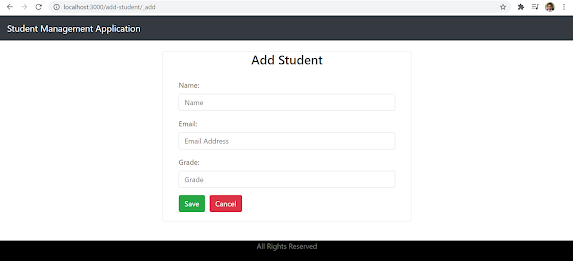 localhost:3000/add-student/_add
Student Management Application
Add Student
Name:
Name
Email:
Email Address
Grade:
Grade
Save Cancel
All Rights Reserved